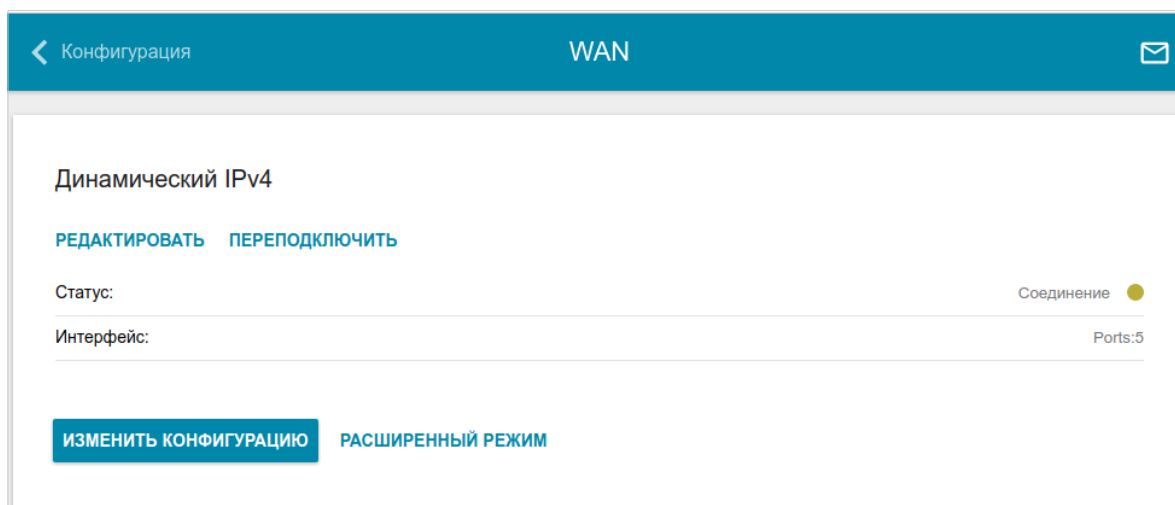 Конфигурация WAN
Динамический IPv4
РЕДАКТИРОВАТЬ ПЕРЕПОДКЛЮЧИТЬ
Статус: Соединение
Интерфейс: Ports:5
ИЗМЕНИТЬ КОНФИГУРАЦИЮ РАСШИРЕННЫЙ РЕЖИМ